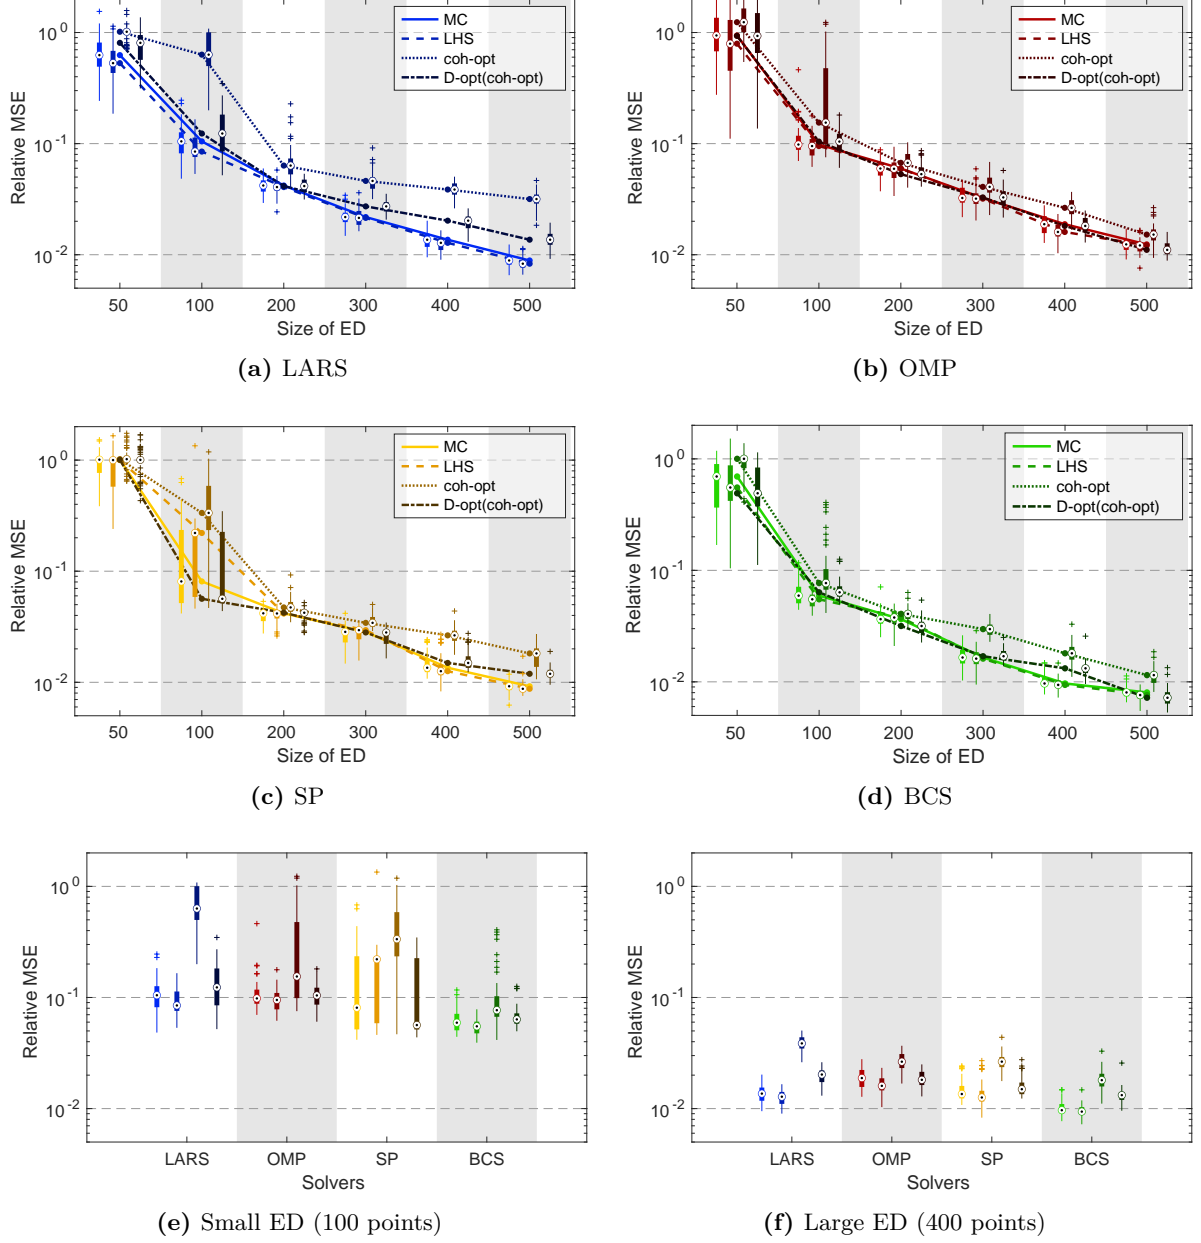 10^0
10^-1
10^-2
Relative MSE
MC
LHS
coh-opt
D-opt(coh-opt)
50 100 200 300 400 500
Size of ED
(a) LARS
10^0
10^-1
10^-2
Relative MSE
MC
LHS
coh-opt
D-opt(coh-opt)
50 100 200 300 400 500
Size of ED
(b) OMP
10^0
10^-1
10^-2
Relative MSE
MC
LHS
coh-opt
D-opt(coh-opt)
50 100 200 300 400 500
Size of ED
(c) SP
10^0
10^-1
10^-2
Relative MSE
MC
LHS
coh-opt
D-opt(coh-opt)
50 100 200 300 400 500
Size of ED
(d) BCS
10^0
10^-1
10^-2
Relative MSE
LARS OMP SP BCS
Solvers
(e) Small ED (100 points)
10^0
10^-1
10^-2
Relative MSE
LARS OMP SP BCS
Solvers
(f) Large ED (400 points)